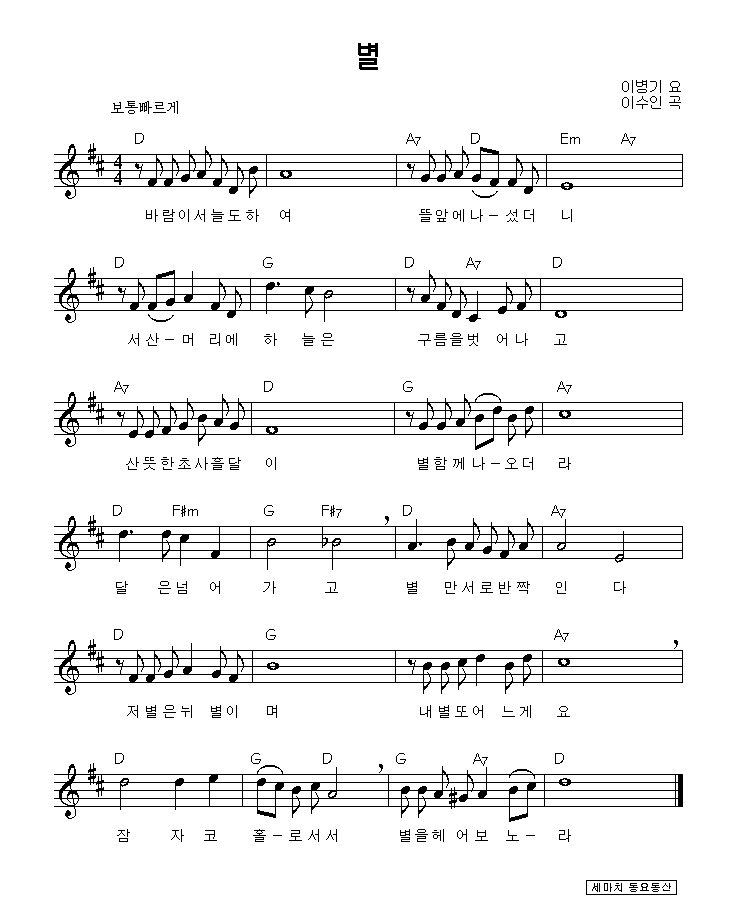 별
이병기 요
보통빠르게 이수인 곡
D A7 D Em A7
4
4
바람이서늘도하 여 뜰앞에나-섰더 니
D G D A7 D
서산-머 리에 하 늘은 구름을벗 어나 고
A7 D G A7
산뜻한초사흘달 이 별함께나-오더 라
D F#m G F#7 D A7
달 은넘 어 가 고 별 만서로반짝 인 다
D G A7
저별은뉘 별이 며 내별또어 느게 요
D G D G A7 D
잠 자 코 홀-로서서 별을헤 어보 노- 라
세마치 동요동산